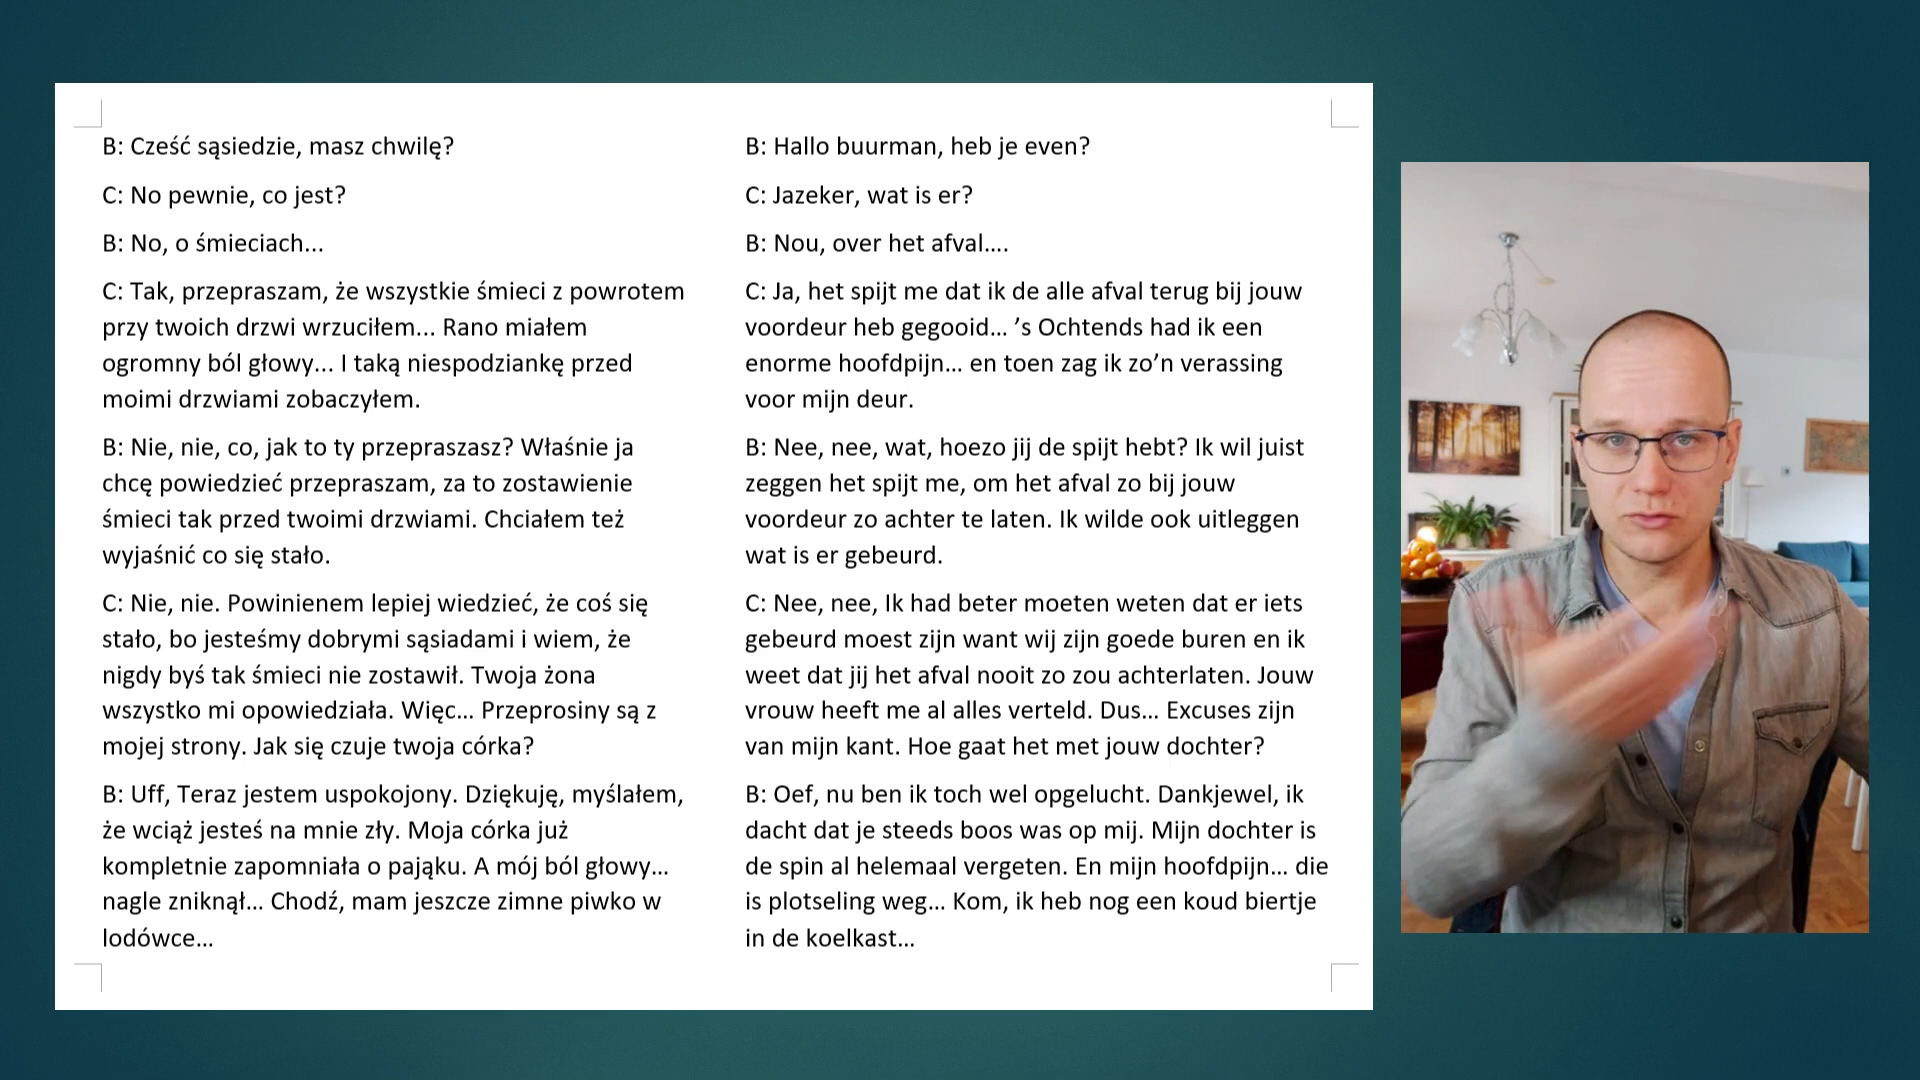 B: Cześć sąsiedzie, masz chwilę?
C: No pewnie, co jest?
B: No, o śmieciach...
C: Tak, przepraszam, że wszystkie śmieci z powrotem
przy twoich drzwi wrzuciłem... Rano miałem
ogromny ból głowy... I taką niespodziankę przed
moimi drzwiami zobaczyłem.
B: Nie, nie, co, jak to ty przepraszasz? Właśnie ja
chcę powiedzieć przepraszam, za to zostawienie
śmieci tak przed twoimi drzwiami. Chciałem też
wyjaśnić co się stało.
C: Nie, nie. Powinienem lepiej wiedzieć, że coś się
stało, bo jesteśmy dobrymi sąsiadami i wiem, że
nigdy byś tak śmieci nie zostawił. Twoja żona
wszystko mi opowiedziała. Więc… Przeprosiny są z
mojej strony. Jak się czuje twoja córka?
B: Uff, Teraz jestem uspokojony. Dziękuję, myślałem,
że wciąż jesteś na mnie zły. Moja córka już
kompletnie zapomniała o pająku. A mój ból głowy…
nagle zniknął… Chodź, mam jeszcze zimne piwko w
lodówce…
B: Hallo buurman, heb je even?
C: Jazeker, wat is er?
B: Nou, over het afval….
C: Ja, het spijt me dat ik de alle afval terug bij jouw
voordeur heb gegooid… ’s Ochtends had ik een
enorme hoofdpijn… en toen zag ik zo’n verassing
voor mijn deur.
B: Nee, nee, wat, hoezo jij de spijt hebt? Ik wil juist
zeggen het spijt me, om het afval zo bij jouw
voordeur zo achter te laten. Ik wilde ook uitleggen
wat is er gebeurd.
C: Nee, nee, Ik had beter moeten weten dat er iets
gebeurd moest zijn want wij zijn goede buren en ik
weet dat jij het afval nooit zo zou achterlaten. Jouw
vrouw heeft me al alles verteld. Dus… Excuses zijn
van mijn kant. Hoe gaat het met jouw dochter?
B: Oef, nu ben ik toch wel opgelucht. Dankjewel, ik
dacht dat je steeds boos was op mij. Mijn dochter is
de spin al helemaal vergeten. En mijn hoofdpijn… die
is plotseling weg… Kom, ik heb nog een koud biertje
in de koelkast…